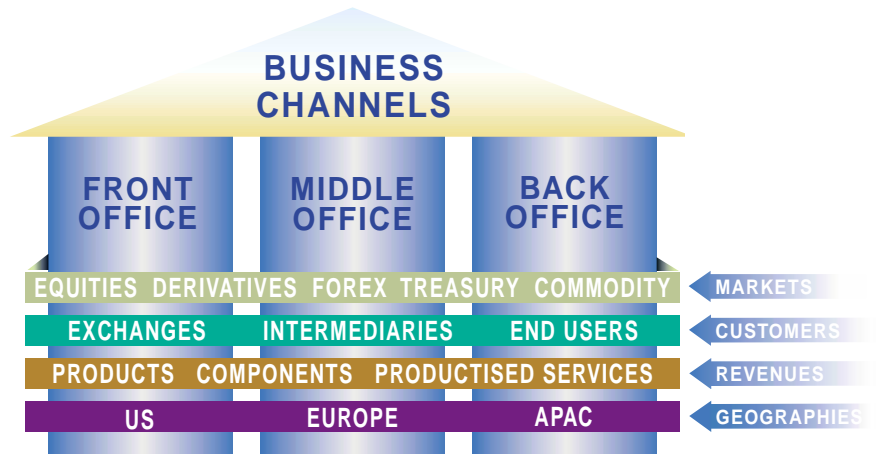 BUSINESS
CHANNELS
FRONT
OFFICE
MIDDLE
OFFICE
BACK
OFFICE
EQUITIES DERIVATIVES FOREX TREASURY COMMODITY
MARKETS
EXCHANGES INTERMEDIARIES END USERS
CUSTOMERS
PRODUCTS COMPONENTS PRODUCTISED SERVICES
REVENUES
US EUROPE APAC
GEOGRAPHIES